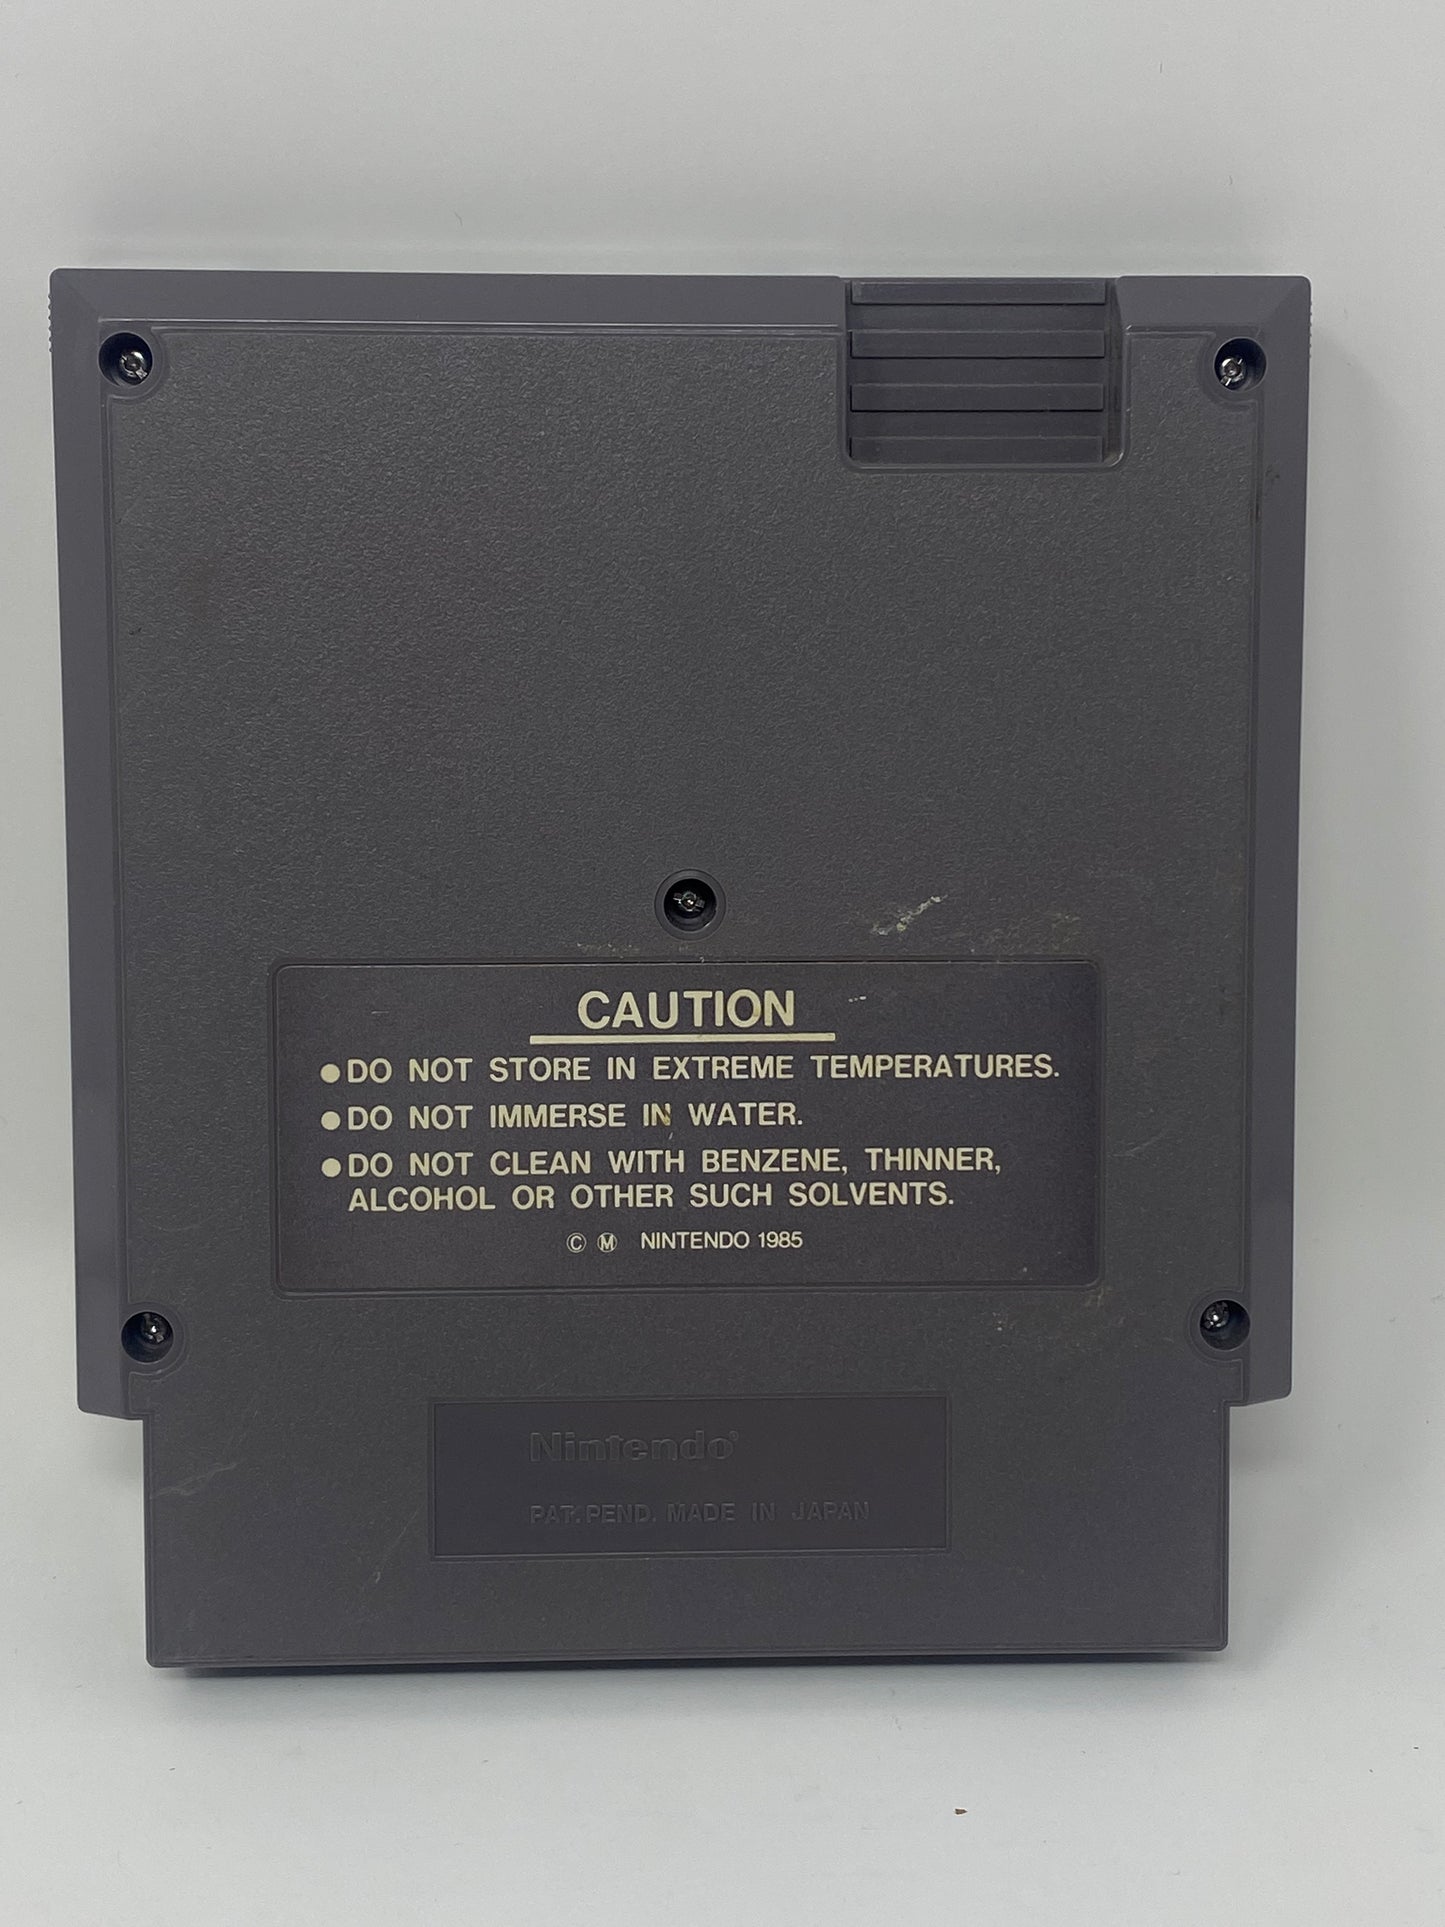 CAUTION
●DO NOT STORE IN EXTREME TEMPERATURES.
●DO NOT IMMERSE IN WATER.
●DO NOT CLEAN WITH BENZENE, THINNER,
ALCOHOL OR OTHER SUCH SOLVENTS.
Ⓒ Ⓜ NINTENDO 1985
Nintendo®
PAT. PEND. MADE IN JAPAN